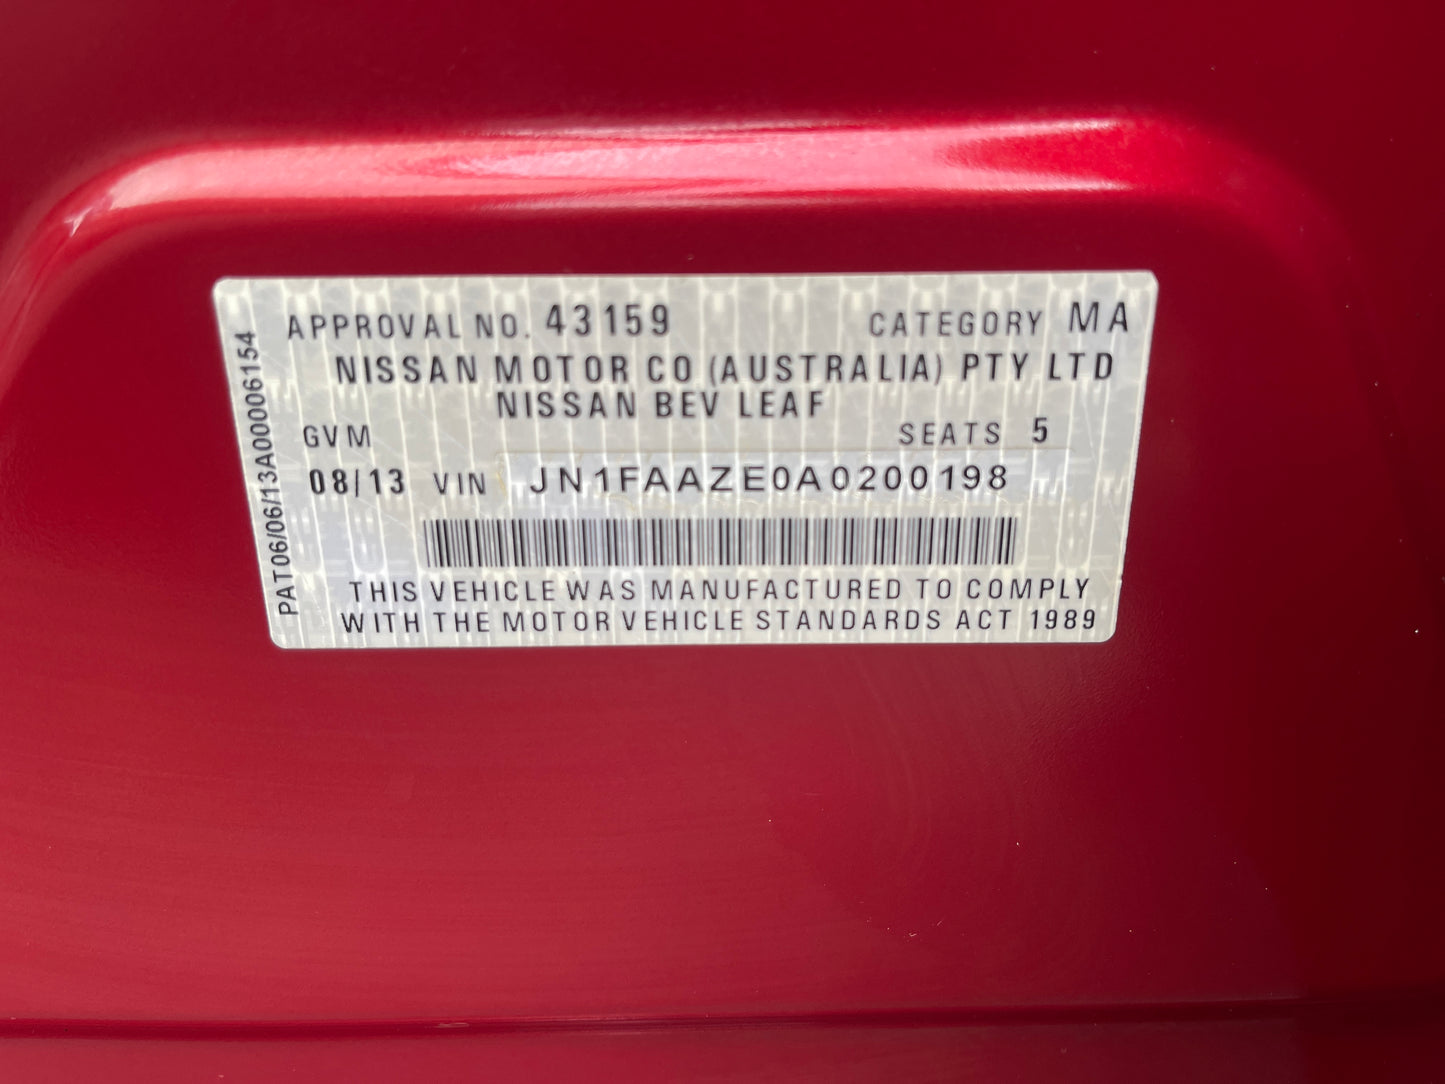 APPROVAL NO. 43159 CATEGORY MA
NISSAN MOTOR CO (AUSTRALIA) PTY LTD
NISSAN BEV LEAF
GVM SEATS 5
08/13 VIN JN1FAAZE0A0200198
THIS VEHICLE WAS MANUFACTURED TO COMPLY
WITH THE MOTOR VEHICLE STANDARDS ACT 1989
PAT06/06/13A00006154